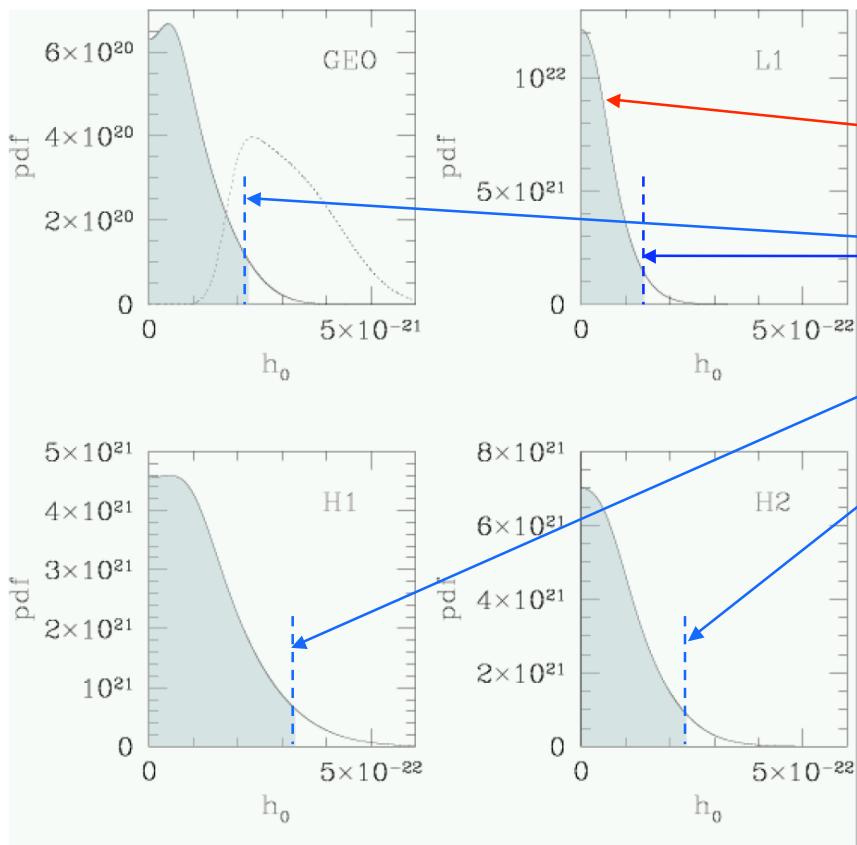 GEO
pdf
6×10²⁰
4×10²⁰
2×10²⁰
0
0
5×10⁻²¹
h₀
L1
10²²
5×10²¹
0
pdf
0
5×10⁻²²
h₀
H1
pdf
5×10²¹
4×10²¹
3×10²¹
2×10²¹
10²¹
0
0
5×10⁻²²
h₀
H2
pdf
8×10²¹
6×10²¹
4×10²¹
2×10²¹
0
0
5×10⁻²²
h₀